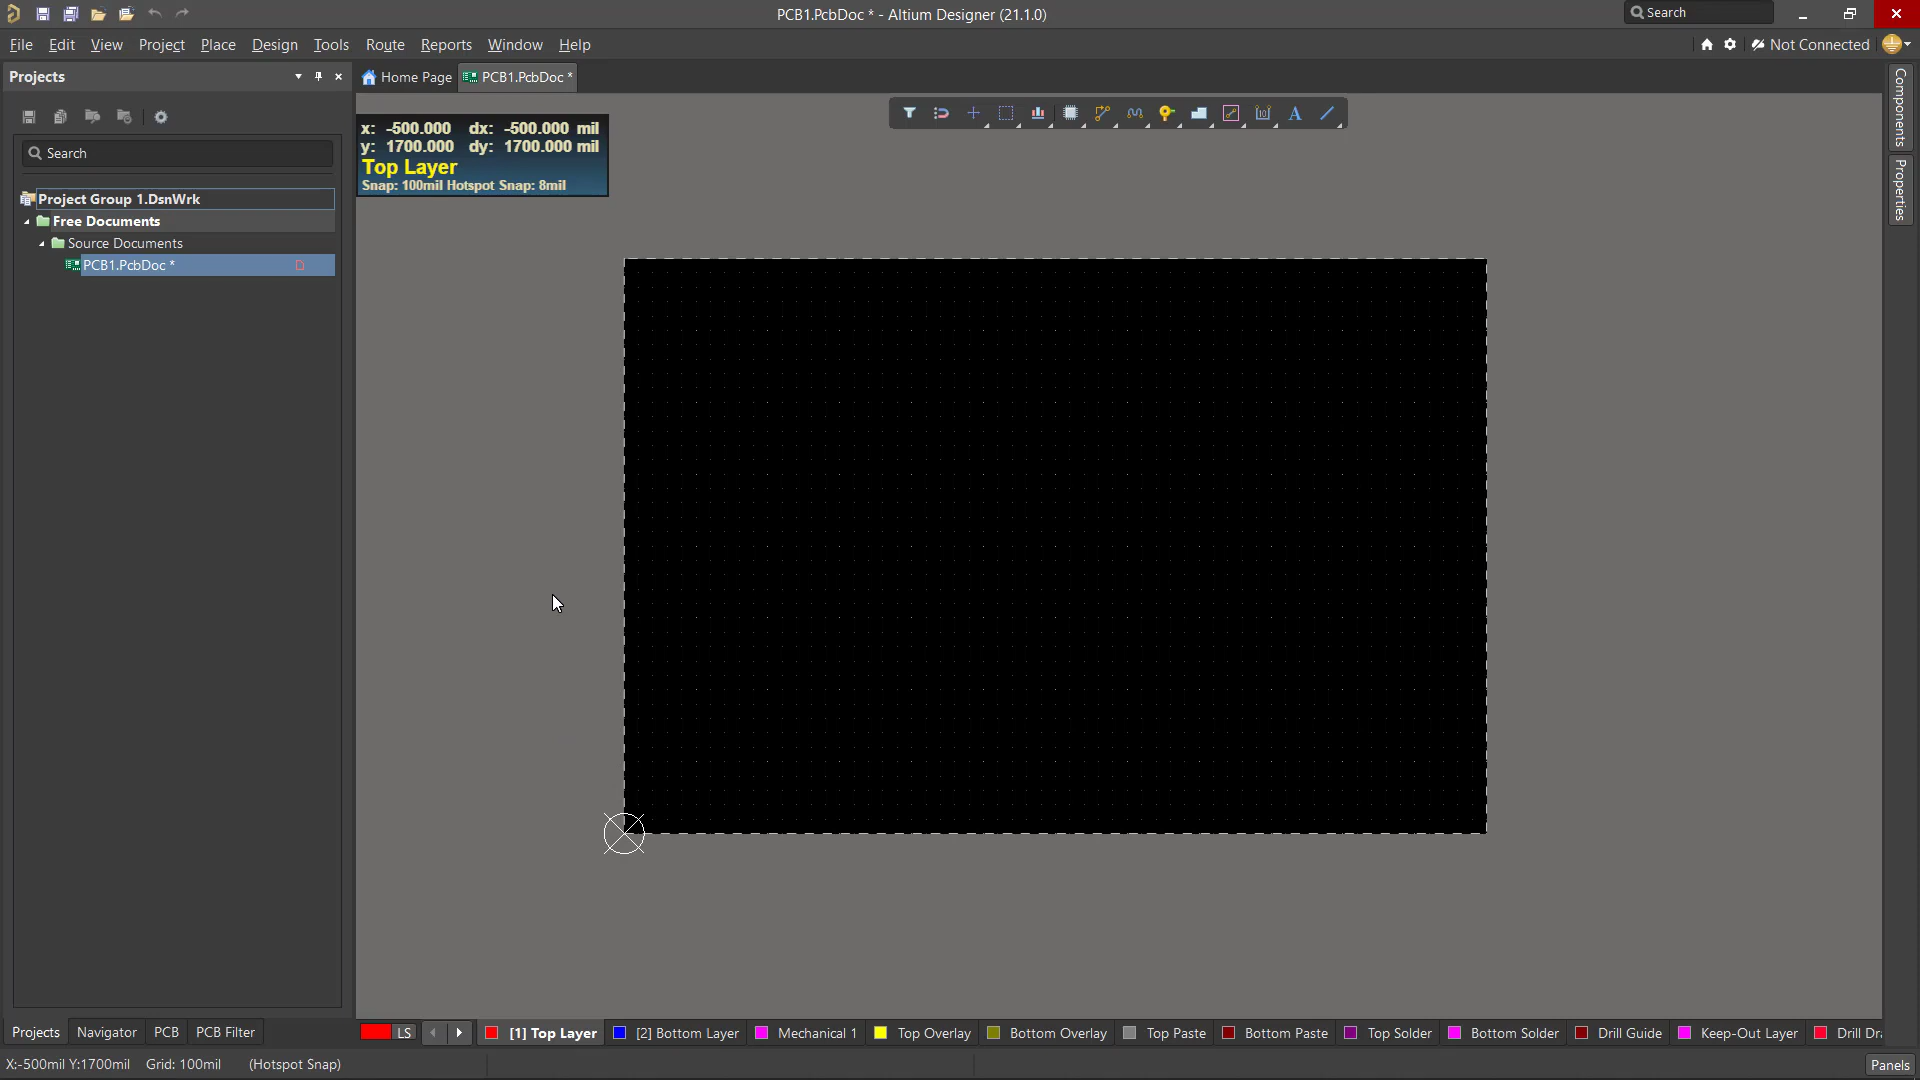 PCB1.PcbDoc * - Altium Designer (21.1.0)
Search
File Edit View Project Place Design Tools Route Reports Window Help
Not Connected
Projects
Home Page
PCB1.PcbDoc *
Search
Project Group 1.DsnWrk
Free Documents
Source Documents
PCB1.PcbDoc *
x: -500.000 dx: -500.000 mil
y: 1700.000 dy: 1700.000 mil
Top Layer
Snap: 100mil Hotspot Snap: 8mil
A
Components
Properties
Projects Navigator PCB PCB Filter
LS [1] Top Layer [2] Bottom Layer Mechanical 1 Top Overlay Bottom Overlay Top Paste Bottom Paste Top Solder Bottom Solder Drill Guide Keep-Out Layer Drill Dr
X:-500mil Y:1700mil Grid: 100mil (Hotspot Snap)
Panels